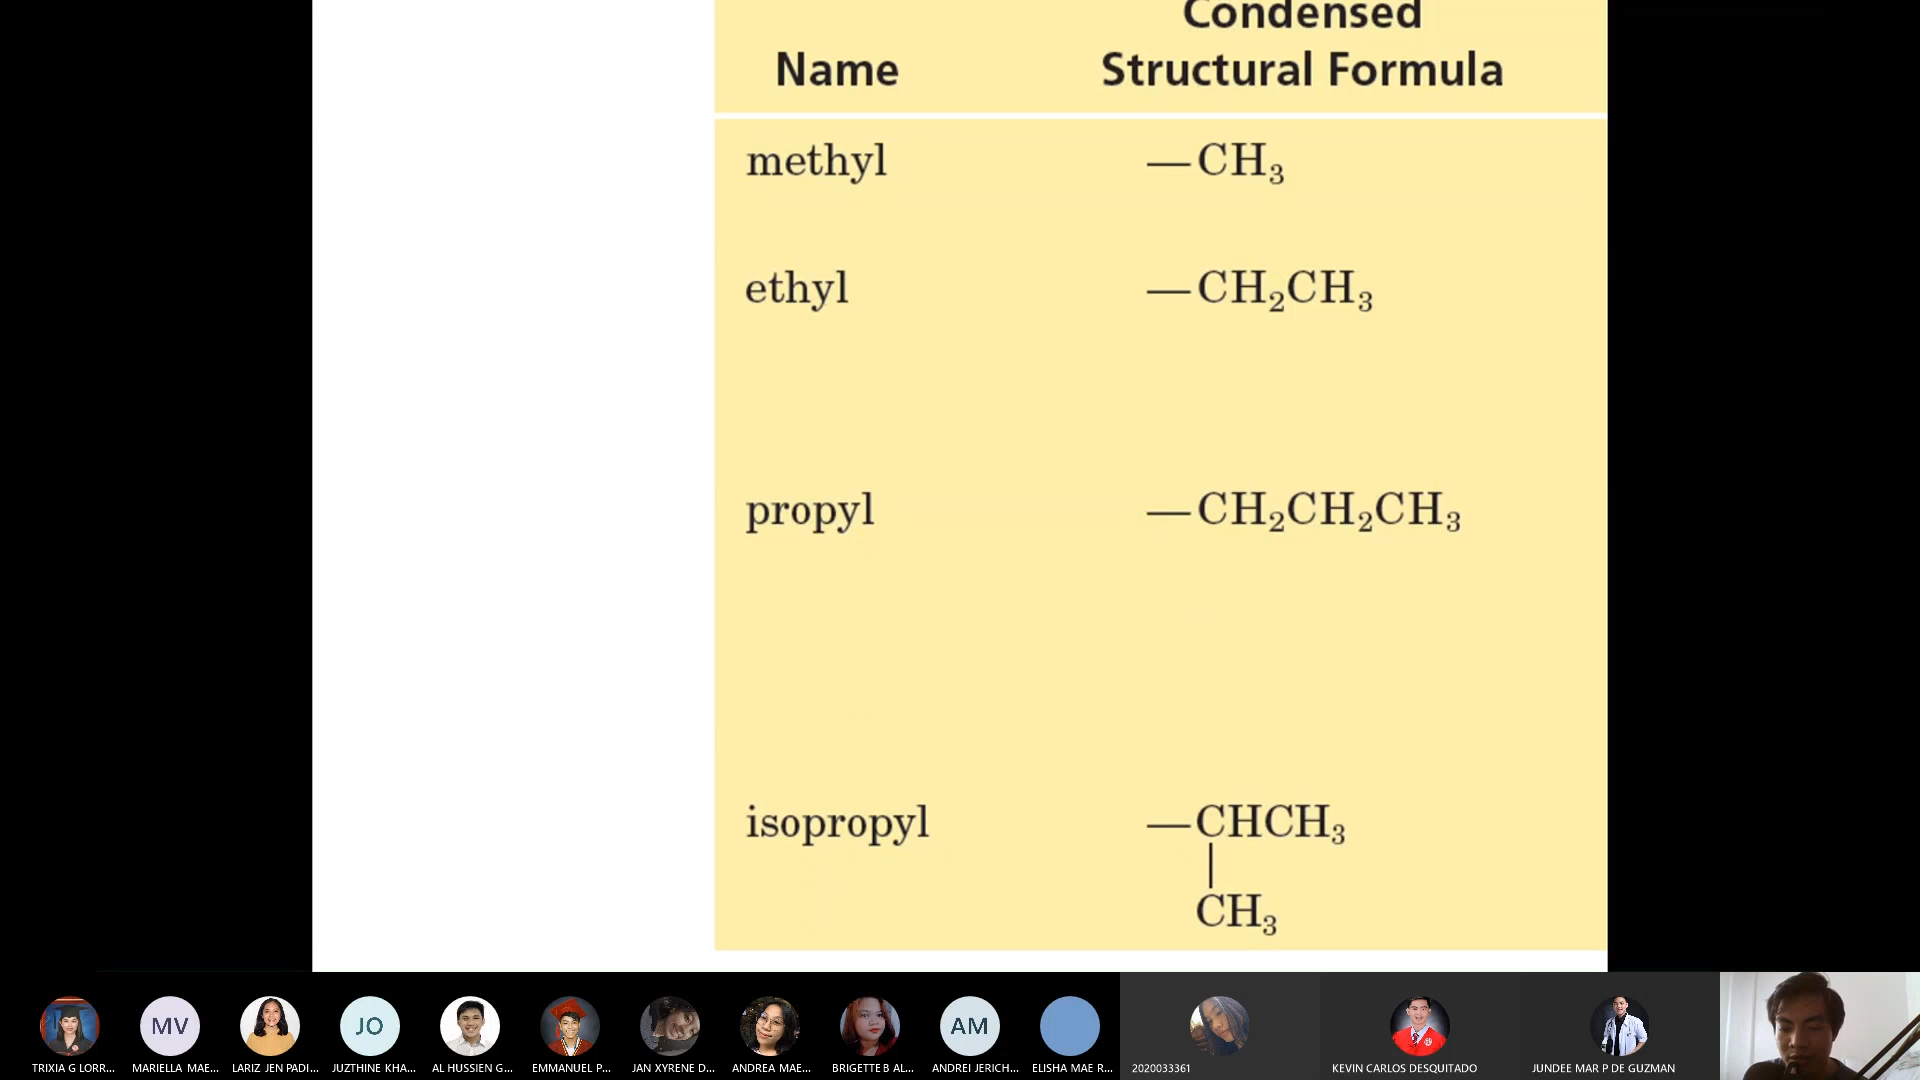 Condensed
Name Structural Formula
methyl —CH₃
ethyl —CH₂CH₃
propyl —CH₂CH₂CH₃
isopropyl —CHCH₃
|
CH₃
MV JO AM
TRIXIA G LORR... MARIELLA MAE... LARIZ JEN PADI... JUZTHINE KHA... AL HUSSIEN G... EMMANUEL P... JAN XYRENE D... ANDREA MAE... BRIGETTE B AL... ANDREI JERICH... ELISHA MAE R... 2020033361 KEVIN CARLOS DESQUITADO JUNDEE MAR P DE GUZMAN